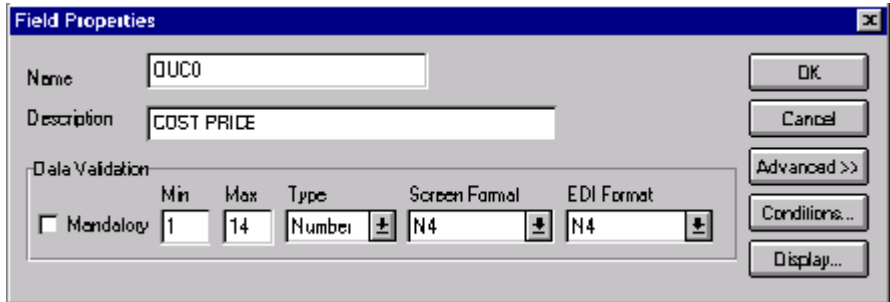 Field Properties
Name OUCO OK
Description COST PRICE Cancel
Data Validation Advanced >>
Min Max Type Screen Format EDI Format
Mandatory 1 14 Number N4 N4 Conditions...
Display...